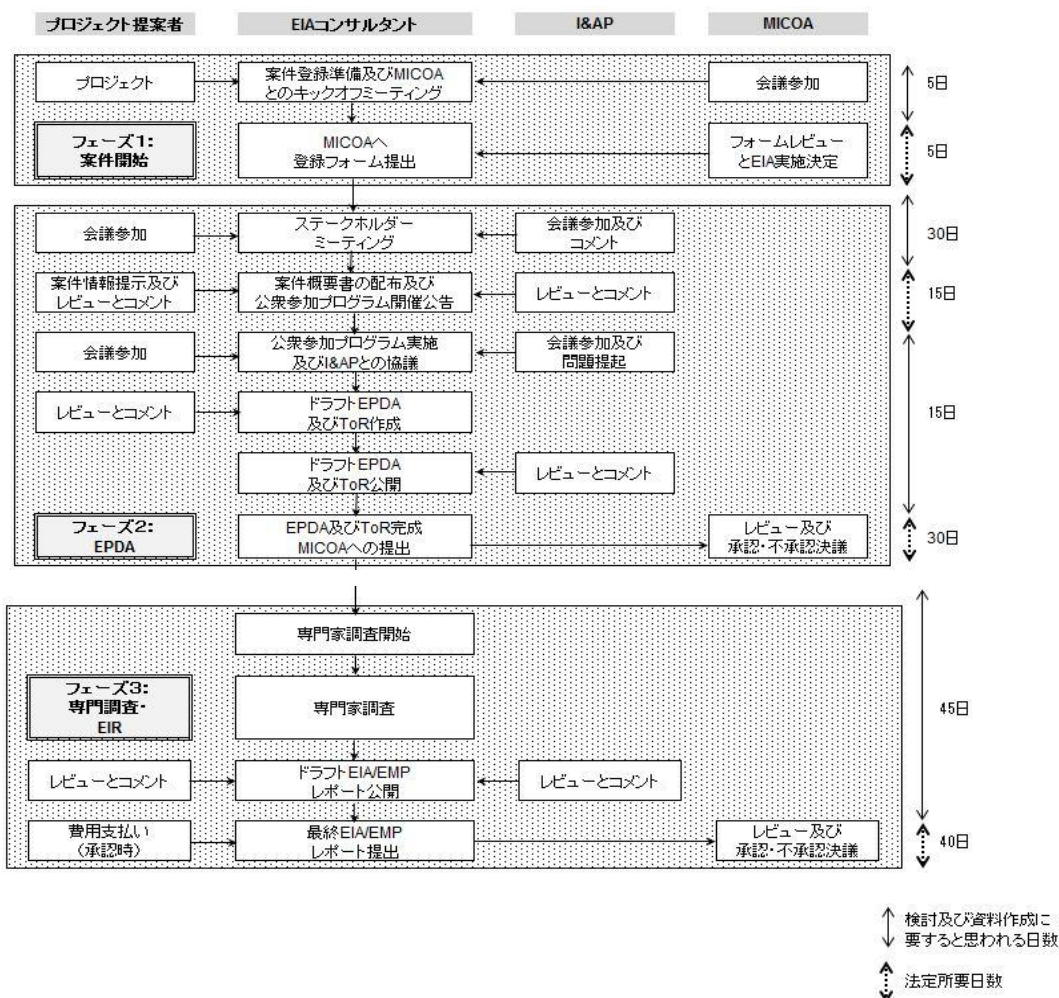 プロジェクト提案者
EIAコンサルタント
I&AP
MICOA
プロジェクト
案件登録準備及びMICOA
とのキックオフミーティング
会議参加
5日
フェーズ1:
案件開始
MICOAへ
登録フォーム提出
フォームレビュー
とEIA実施決定
5日
会議参加
ステークホルダー
ミーティング
会議参加及び
コメント
30日
案件情報提示及び
レビューとコメント
案件概要書の配布及び
公衆参加プログラム開催公告
レビューとコメント
15日
会議参加
公衆参加プログラム実施
及びI&APとの協議
会議参加及び
問題提起
レビューとコメント
ドラフトEPDA
及びToR作成
15日
ドラフトEPDA
及びToR公開
レビューとコメント
フェーズ2:
EPDA
EPDA及びToR完成
MICOAへの提出
レビュー及び
承認・不承認決議
30日
専門家調査開始
フェーズ3:
専門調査・
EIR
専門家調査
45日
レビューとコメント
ドラフトEIA/EMP
レポート公開
レビューとコメント
費用支払い
（承認時）
最終EIA/EMP
レポート提出
レビュー及び
承認・不承認決議
40日
検討及び資料作成に
要すると思われる日数
法定所要日数